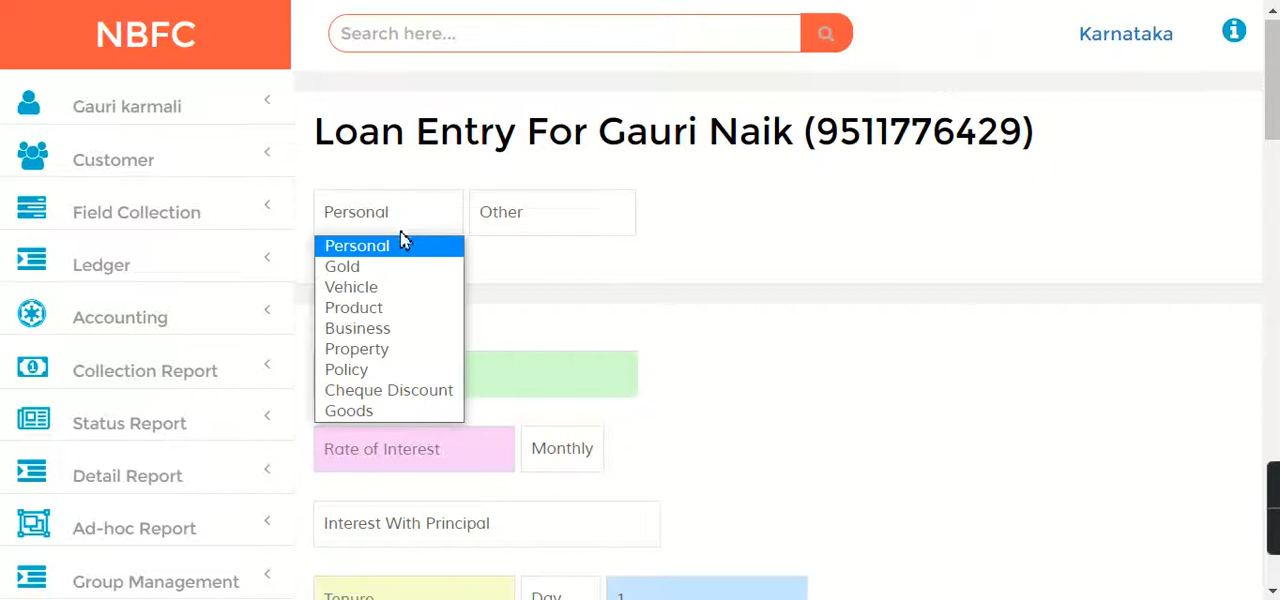 NBFC
Search here...
Karnataka
Gauri karmali
Customer
Field Collection
Ledger
Accounting
Collection Report
Status Report
Detail Report
Ad-hoc Report
Group Management
Loan Entry For Gauri Naik (9511776429)
Personal
Other
Personal
Gold
Vehicle
Product
Business
Property
Policy
Cheque Discount
Goods
Rate of Interest
Monthly
Interest With Principal
Tenure
Day
1